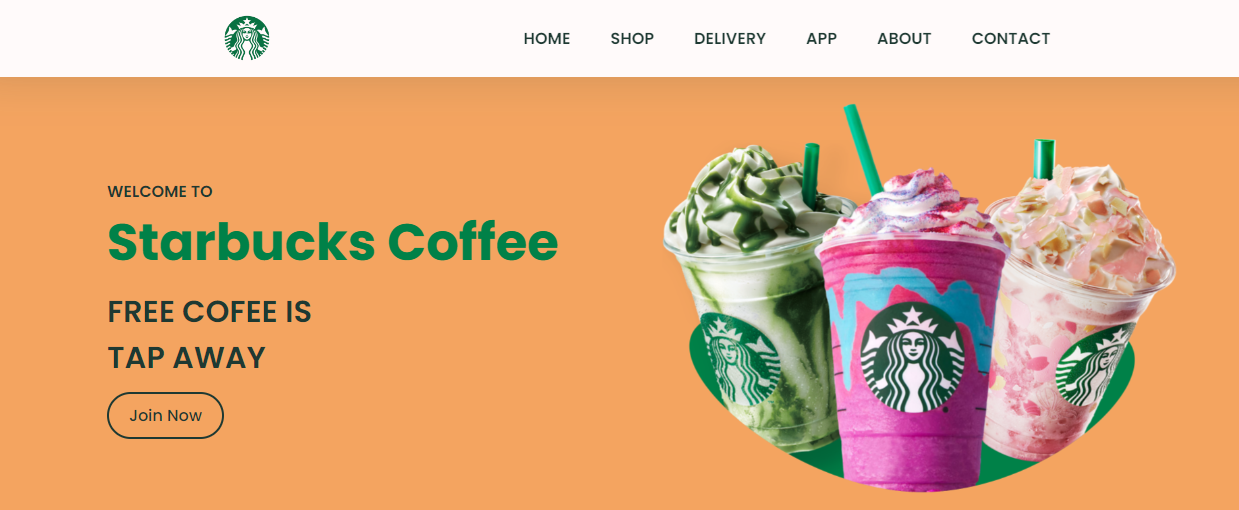 HOME SHOP DELIVERY APP ABOUT CONTACT
WELCOME TO
Starbucks Coffee
FREE COFEE IS
TAP AWAY
Join Now